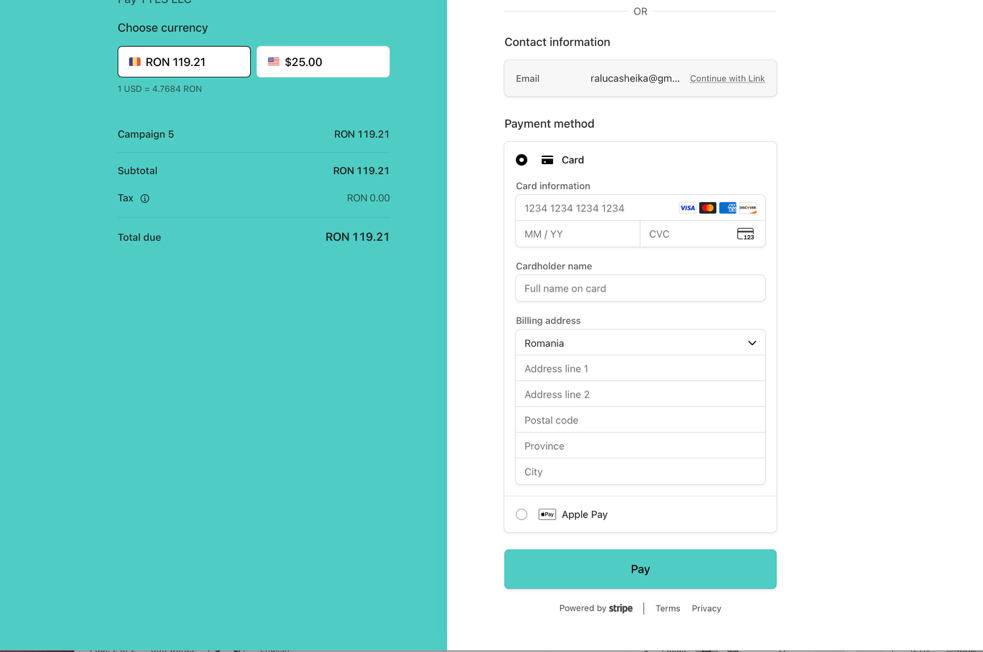 Choose currency
RON 119.21
$25.00
1 USD = 4.7684 RON
Campaign 5 RON 119.21
Subtotal RON 119.21
Tax RON 0.00
Total due RON 119.21
OR
Contact information
Email ralucasheika@gm... Continue with Link
Payment method
Card
Card information
1234 1234 1234 1234 VISA DISCOVER
MM / YY CVC 123
Cardholder name
Full name on card
Billing address
Romania
Address line 1
Address line 2
Postal code
Province
City
Pay Apple Pay
Pay
Powered by stripe Terms Privacy